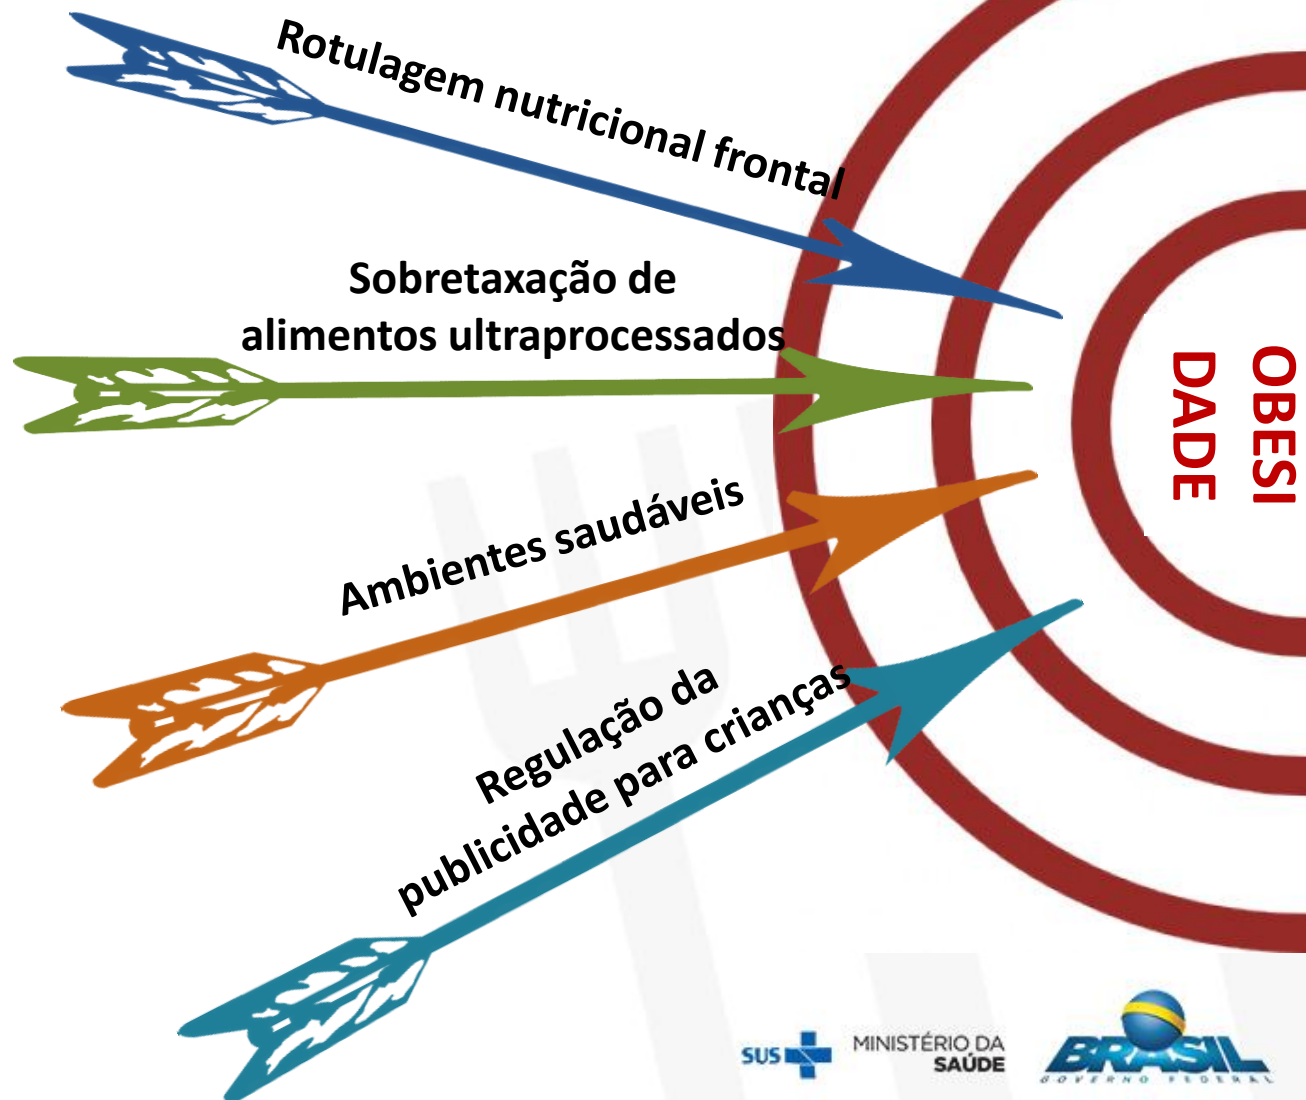 Rotulagem nutricional frontal
Sobretaxação de
alimentos ultraprocessados
Ambientes saudáveis
Regulação da
publicidade para crianças
OBESI
DADE
SUS
MINISTÉRIO DA
SAÚDE
BRASIL
GOVERNO FEDERAL